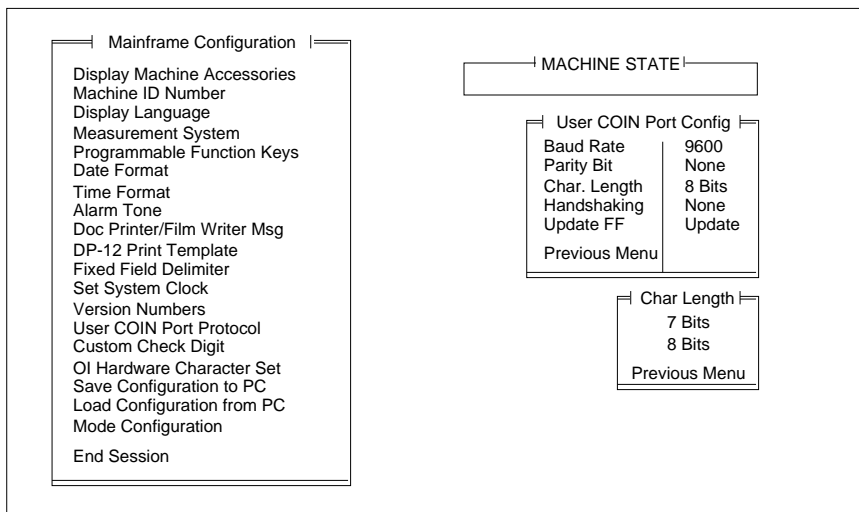 Mainframe Configuration
Display Machine Accessories
Machine ID Number
Display Language
Measurement System
Programmable Function Keys
Date Format
Time Format
Alarm Tone
Doc Printer/Film Writer Msg
DP-12 Print Template
Fixed Field Delimiter
Set System Clock
Version Numbers
User COIN Port Protocol
Custom Check Digit
OI Hardware Character Set
Save Configuration to PC
Load Configuration from PC
Mode Configuration
End Session
MACHINE STATE
User COIN Port Config
Baud Rate 9600
Parity Bit None
Char. Length 8 Bits
Handshaking None
Update FF Update
Previous Menu
Char Length
7 Bits
8 Bits
Previous Menu